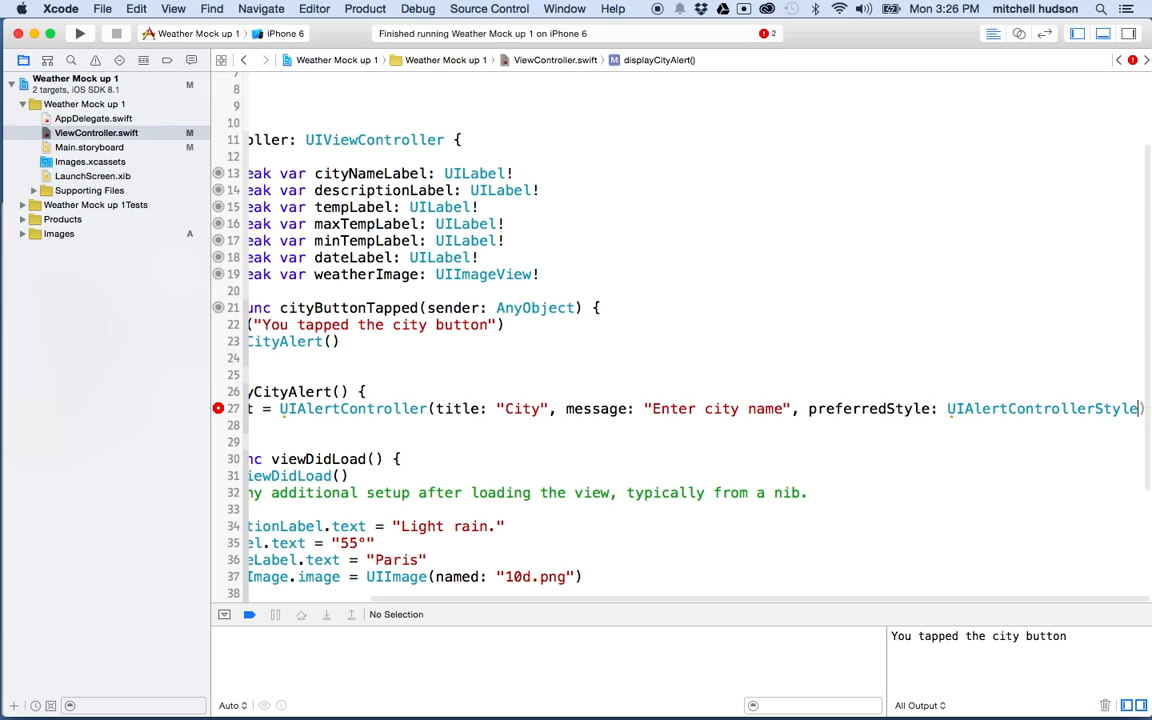 Xcode File Edit View Find Navigate Editor Product Debug Source Control Window Help Mon 3:26 PM mitchell hudson
Weather Mock up 1 iPhone 6 Finished running Weather Mock up 1 on iPhone 6 2
Weather Mock up 1 Weather Mock up 1 ViewController.swift displayCityAlert()
Weather Mock up 1 M
2 targets, iOS SDK 8.1
Weather Mock up 1
AppDelegate.swift
ViewController.swift M
Main.storyboard M
Images.xcassets
LaunchScreen.xib
Supporting Files
Weather Mock up 1Tests
Products
Images A
7
8
9
10
11 oller: UIViewController {
12
13 eak var cityNameLabel: UILabel!
14 eak var descriptionLabel: UILabel!
15 eak var tempLabel: UILabel!
16 eak var maxTempLabel: UILabel!
17 eak var minTempLabel: UILabel!
18 eak var dateLabel: UILabel!
19 eak var weatherImage: UIImageView!
20
21 unc cityButtonTapped(sender: AnyObject) {
22 ("You tapped the city button")
23 CityAlert()
24
25
26 yCityAlert() {
27 t = UIAlertController(title: "City", message: "Enter city name", preferredStyle: UIAlertControllerStyle)
28
29
30 nc viewDidLoad() {
31 iewDidLoad()
32 ny additional setup after loading the view, typically from a nib.
33
34 tionLabel.text = "Light rain."
35 el.text = "55°"
36 eLabel.text = "Paris"
37 Image.image = UIImage(named: "10d.png")
38
No Selection
You tapped the city button
Auto
All Output